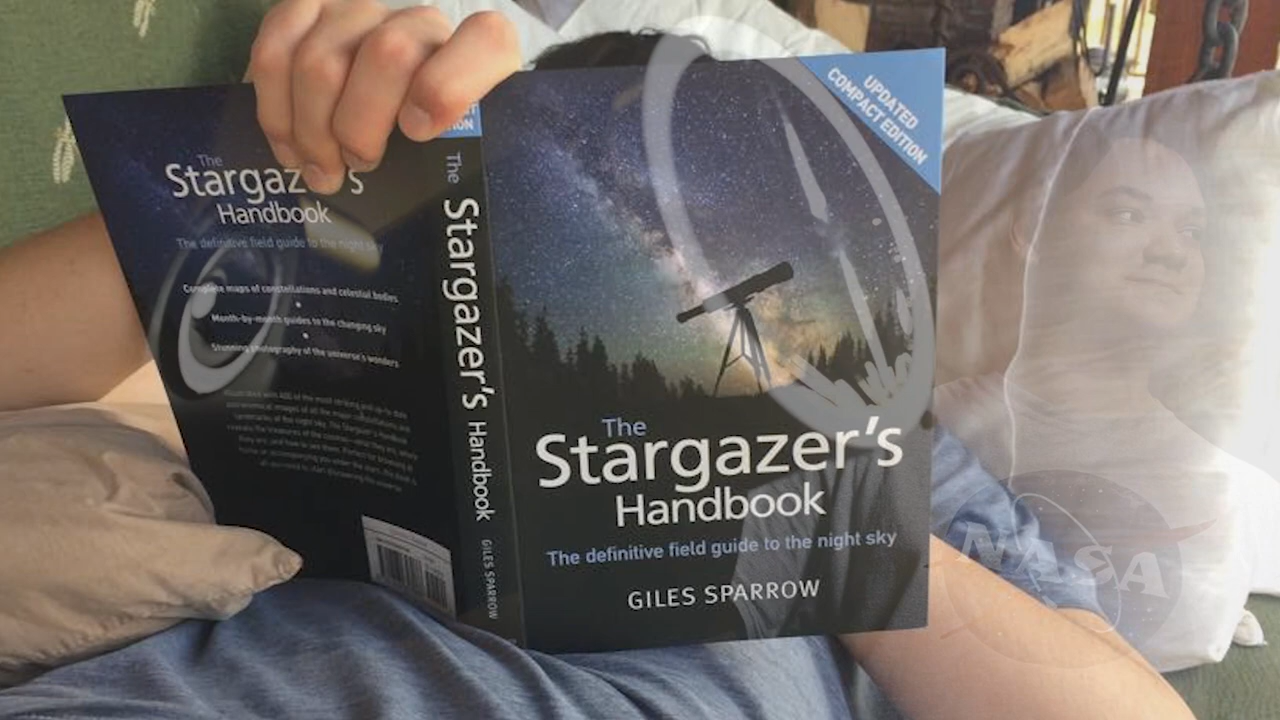 The
Stargaz s
Handbook
The definitive field guide to the night sky
Complete maps of constellations and celestial bodies
Month-by-month guides to the changing sky
Stunning photography of the universe's wonders
ION
The Stargazer's Handbook GILES SPARROW
UPDATED
COMPACT EDITION
The
Stargazer's
Handbook
The definitive field guide to the night sky
GILES SPARROW
NASA